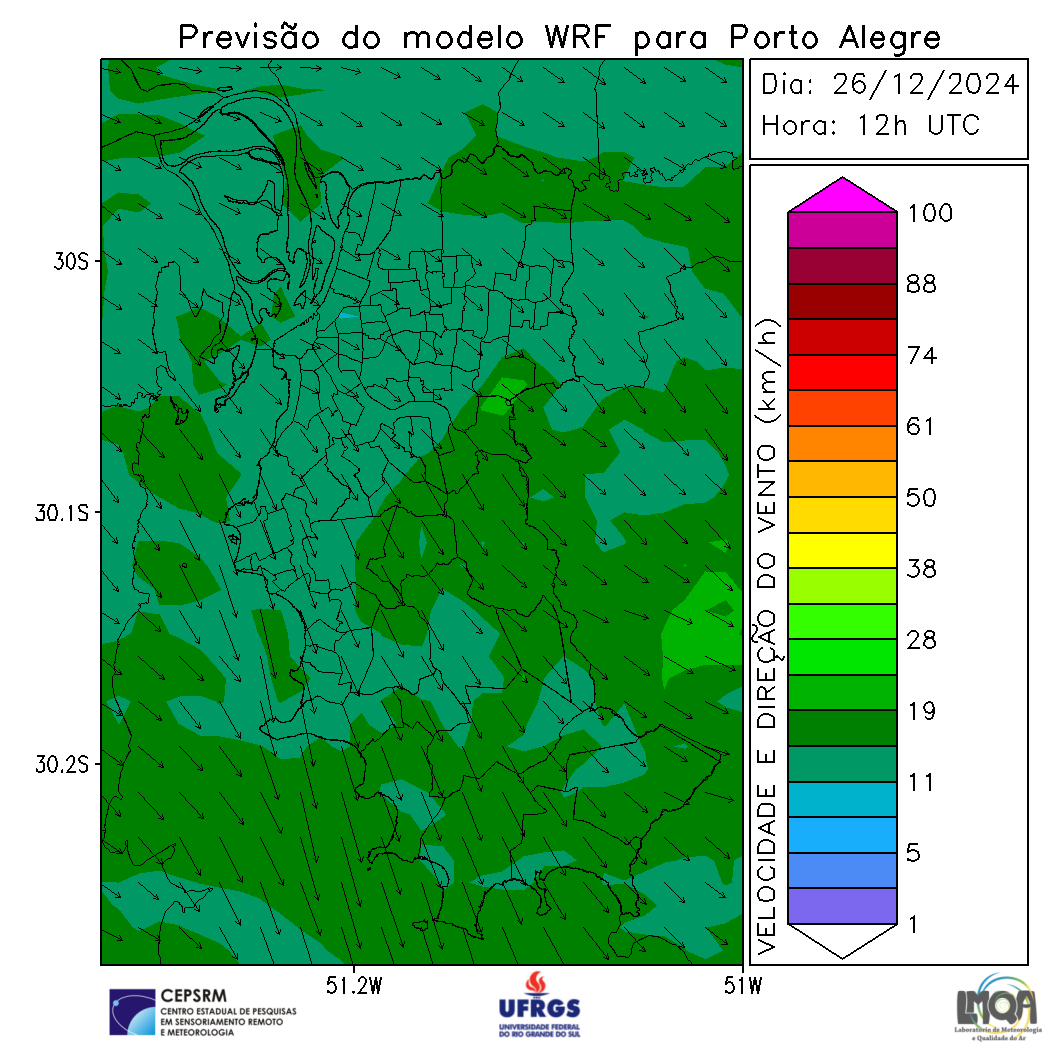 Previsão do modelo WRF para Porto Alegre
Dia: 26/12/2024
Hora: 12h UTC
30S
30.1S
30.2S
51.2W
51W
VELOCIDADE E DIREÇÃO DO VENTO (km/h)
100
88
74
61
50
38
28
19
11
5
1
CEPSRM
CENTRO ESTADUAL DE PESQUISAS
EM SENSORIAMENTO REMOTO
E METEOROLOGIA
UFRGS
UNIVERSIDADE FEDERAL
DO RIO GRANDE DO SUL
LMQA
Laboratório de Meteorologia
e Qualidade do Ar